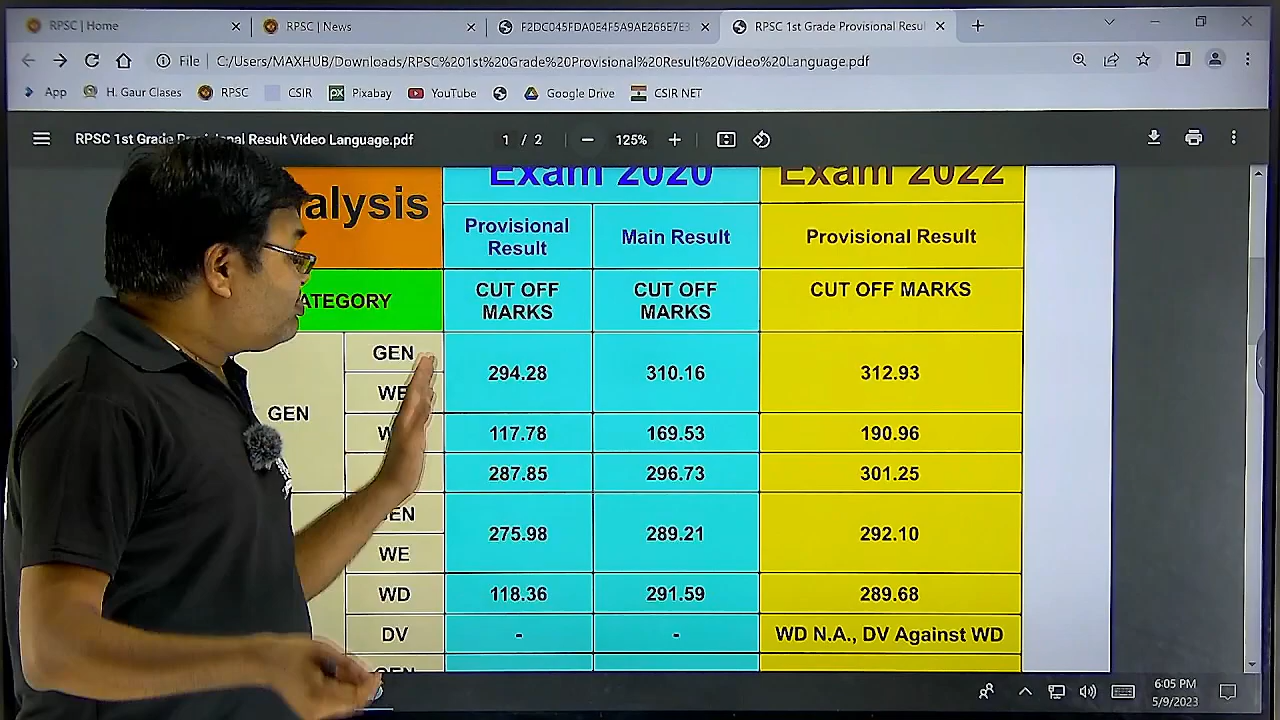 RPSC | Home
RPSC | News
F2DC045FDA0E4F5A9AE266E7E3
RPSC 1st Grade Provisional Resul
File | C:/Users/MAXHUB/Downloads/RPSC%201st%20Grade%20Provisional%20Result%20Video%20Language.pdf
App
H. Gaur Classes
RPSC
CSIR
Pixabay
YouTube
Google Drive
CSIR NET
RPSC 1st Grade Provisional Result Video Language.pdf
1 / 2
125%
alysis
Exam 2020
Exam 2022
Provisional Result
Main Result
Provisional Result
ATEGORY
CUT OFF MARKS
CUT OFF MARKS
CUT OFF MARKS
GEN
GEN
294.28
310.16
312.93
WE
117.78
169.53
190.96
287.85
296.73
301.25
EN
275.98
289.21
292.10
WE
WD
118.36
291.59
289.68
DV
-
-
WD N.A., DV Against WD
GEN
6:05 PM
5/9/2023